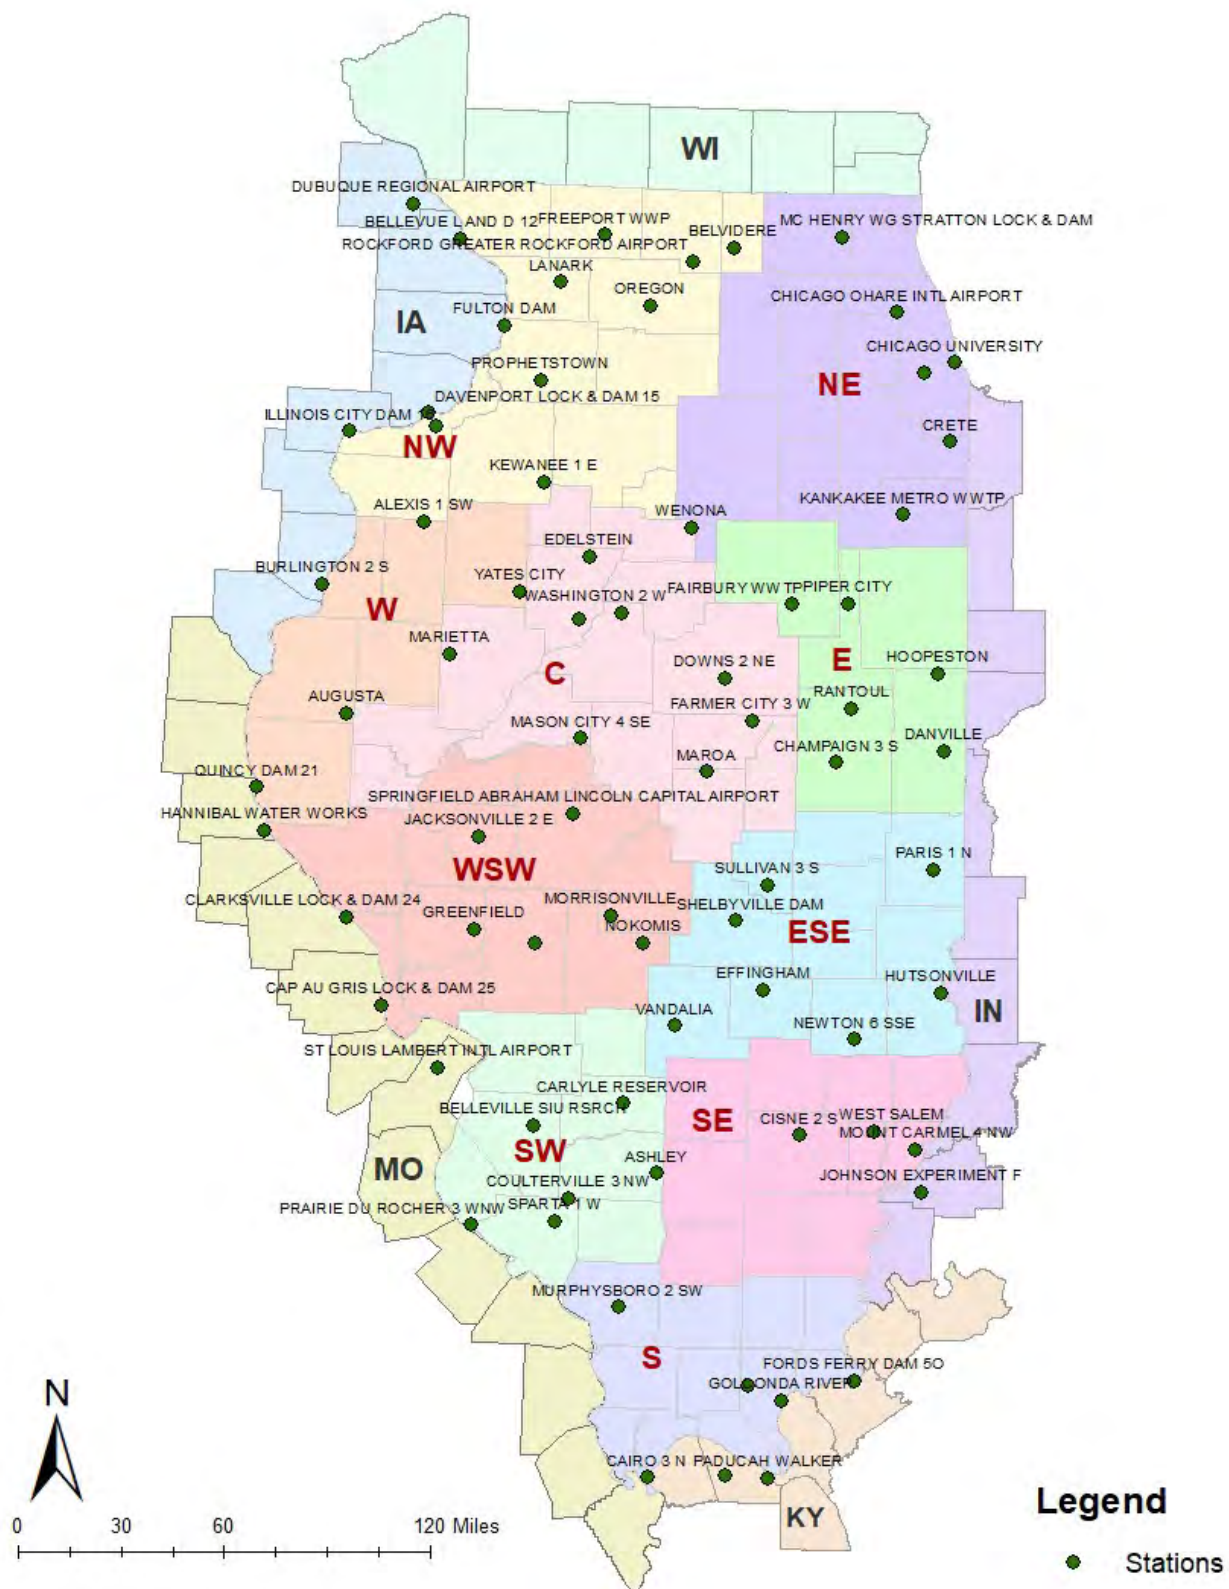 WI
DUBUQUE REGIONAL AIRPORT
BELLEVUE L AND D 12
FREEPORT WWP
BELVIDERE
MC HENRY WG STRATTON LOCK & DAM
ROCKFORD GREATER ROCKFORD AIRPORT
LANARK
OREGON
CHICAGO OHARE INTL AIRPORT
IA
FULTON DAM
CHICAGO UNIVERSITY
PROPHETSTOWN
NE
DAVENPORT LOCK & DAM 15
ILLINOIS CITY DAM
CRETE
NW
KEWANEE 1 E
KANKAKEE METRO WWTP
ALEXIS 1 SW
WENONA
EDELSTEIN
BURLINGTON 2 S
YATES CITY
FAIRBURY WWTP
PIPER CITY
WASHINGTON 2 W
W
MARIETTA
C
DOWNS 2 NE
E
HOOPESTON
AUGUSTA
RANTOUL
FARMER CITY 3 W
MASON CITY 4 SE
MAROA
CHAMPAIGN 3 S
DANVILLE
QUINCY DAM 21
SPRINGFIELD ABRAHAM LINCOLN CAPITAL AIRPORT
HANNIBAL WATER WORKS
JACKSONVILLE 2 E
WSW
SULLIVAN 3 S
PARIS 1 N
CLARKSVILLE LOCK & DAM 24
GREENFIELD
MORRISONVILLE
SHELBYVILLE DAM
NOKOMIS
ESE
EFFINGHAM
HUTSONVILLE
CAP AU GRIS LOCK & DAM 25
VANDALIA
NEWTON 6 SSE
IN
ST LOUIS LAMBERT INTL AIRPORT
CARLYLE RESERVOIR
BELLEVILLE SIU RSRCH
SE
CISNE 2 S
WEST SALEM
MOUNT CARMEL 4 NW
SW
ASHLEY
MO
COULTERVILLE 3 NW
JOHNSON EXPERIMENT F
PRAIRIE DU ROCHER 3 WNW
SPARTA 1 W
MURPHYSBORO 2 SW
S
FORDS FERRY DAM 5O
GOLCONDA RIVER
CAIRO 3 N
PADUCAH WALKER
KY
N
0 30 60 120 Miles
Legend
Stations